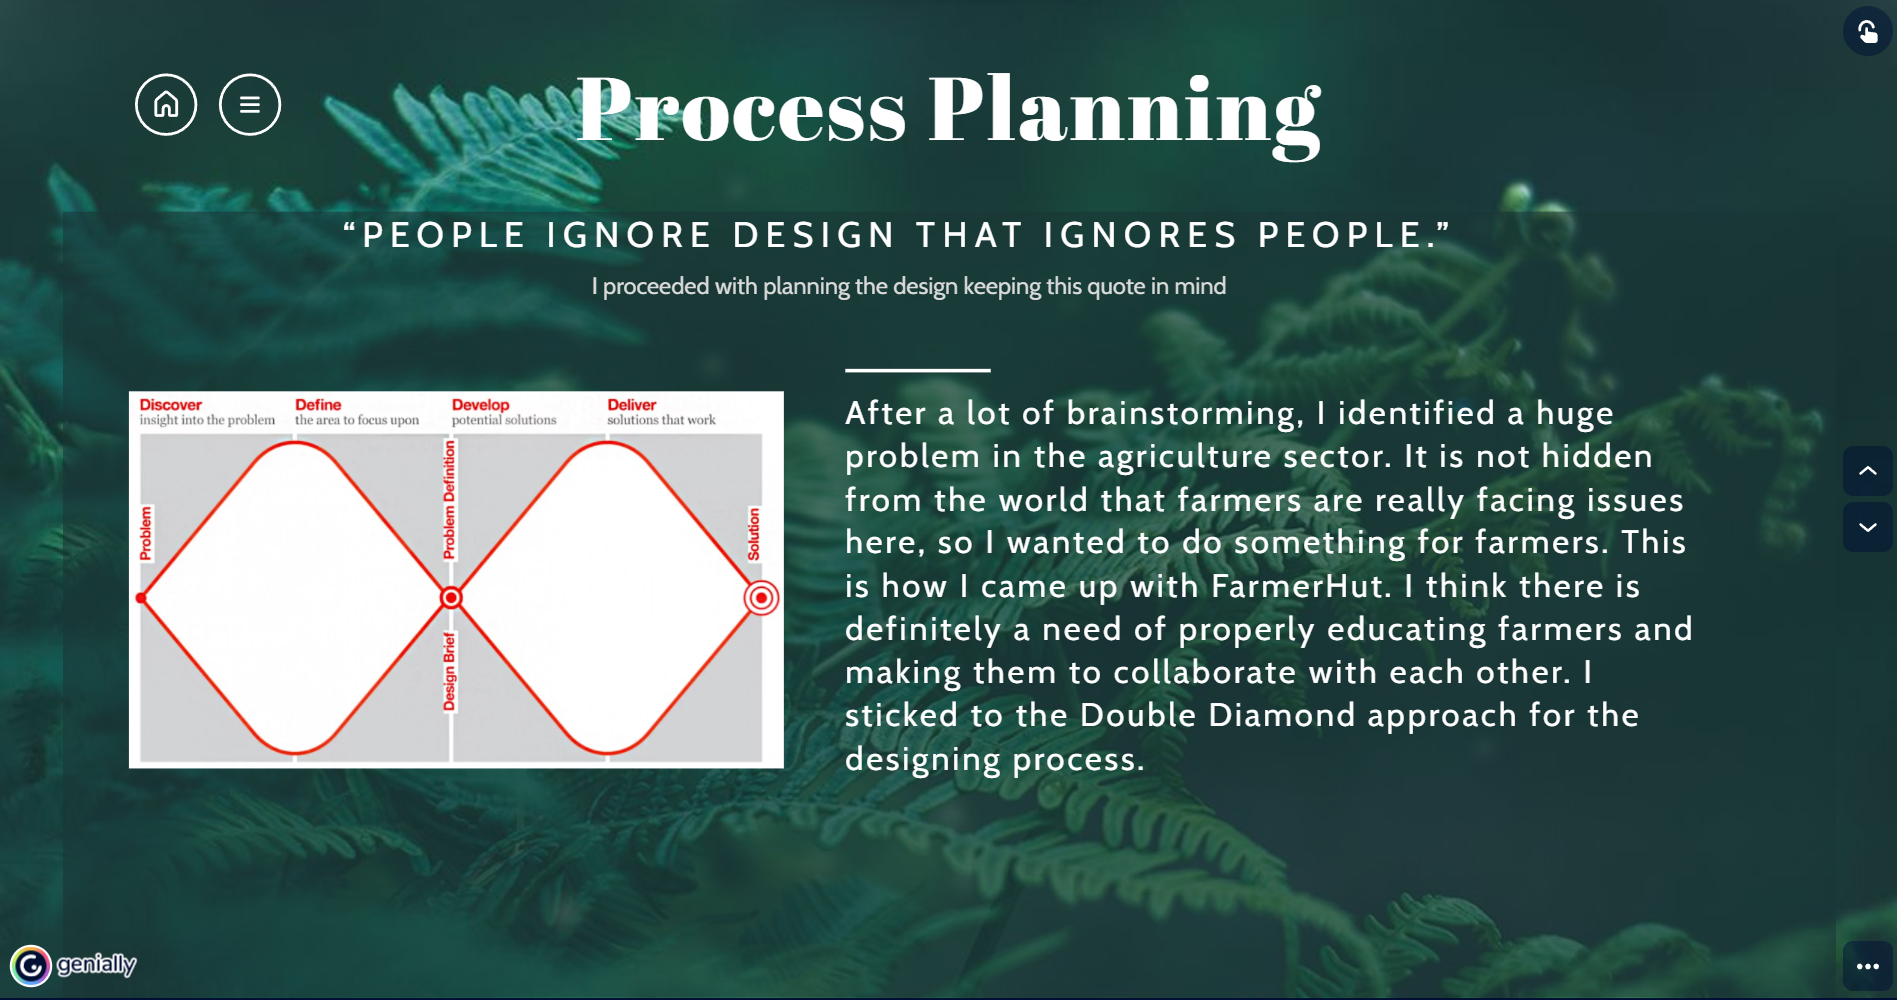 Process Planning
“PEOPLE IGNORE DESIGN THAT IGNORES PEOPLE.”
I proceeded with planning the design keeping this quote in mind
Discover
insight into the problem
Define
the area to focus upon
Develop
potential solutions
Deliver
solutions that work
Problem
Problem Definition
Design Brief
Solution
After a lot of brainstorming, I identified a huge
problem in the agriculture sector. It is not hidden
from the world that farmers are really facing issues
here, so I wanted to do something for farmers. This
is how I came up with FarmerHut. I think there is
definitely a need of properly educating farmers and
making them to collaborate with each other. I
sticked to the Double Diamond approach for the
designing process.
genially